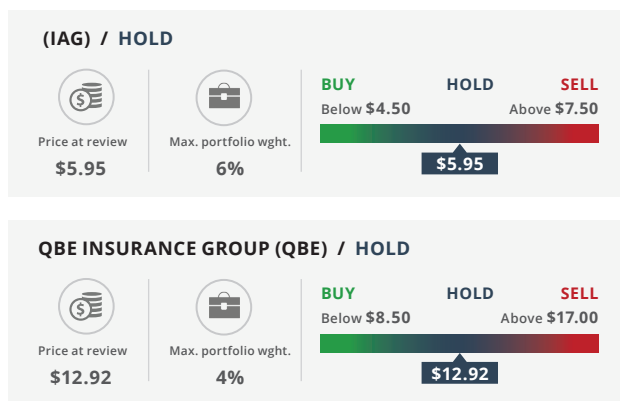 (IAG) / HOLD
BUY HOLD SELL
Below $4.50 Above $7.50
Price at review Max. portfolio wght.
$5.95 6% $5.95
QBE INSURANCE GROUP (QBE) / HOLD
BUY HOLD SELL
Below $8.50 Above $17.00
Price at review Max. portfolio wght.
$12.92 4% $12.92